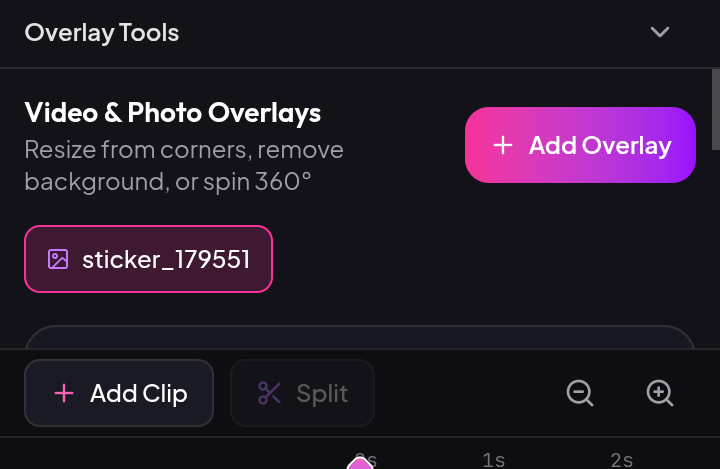 Overlay Tools
Video & Photo Overlays
Resize from corners, remove
background, or spin 360°
+ Add Overlay
sticker_179551
+ Add Clip
Split
1s
2s